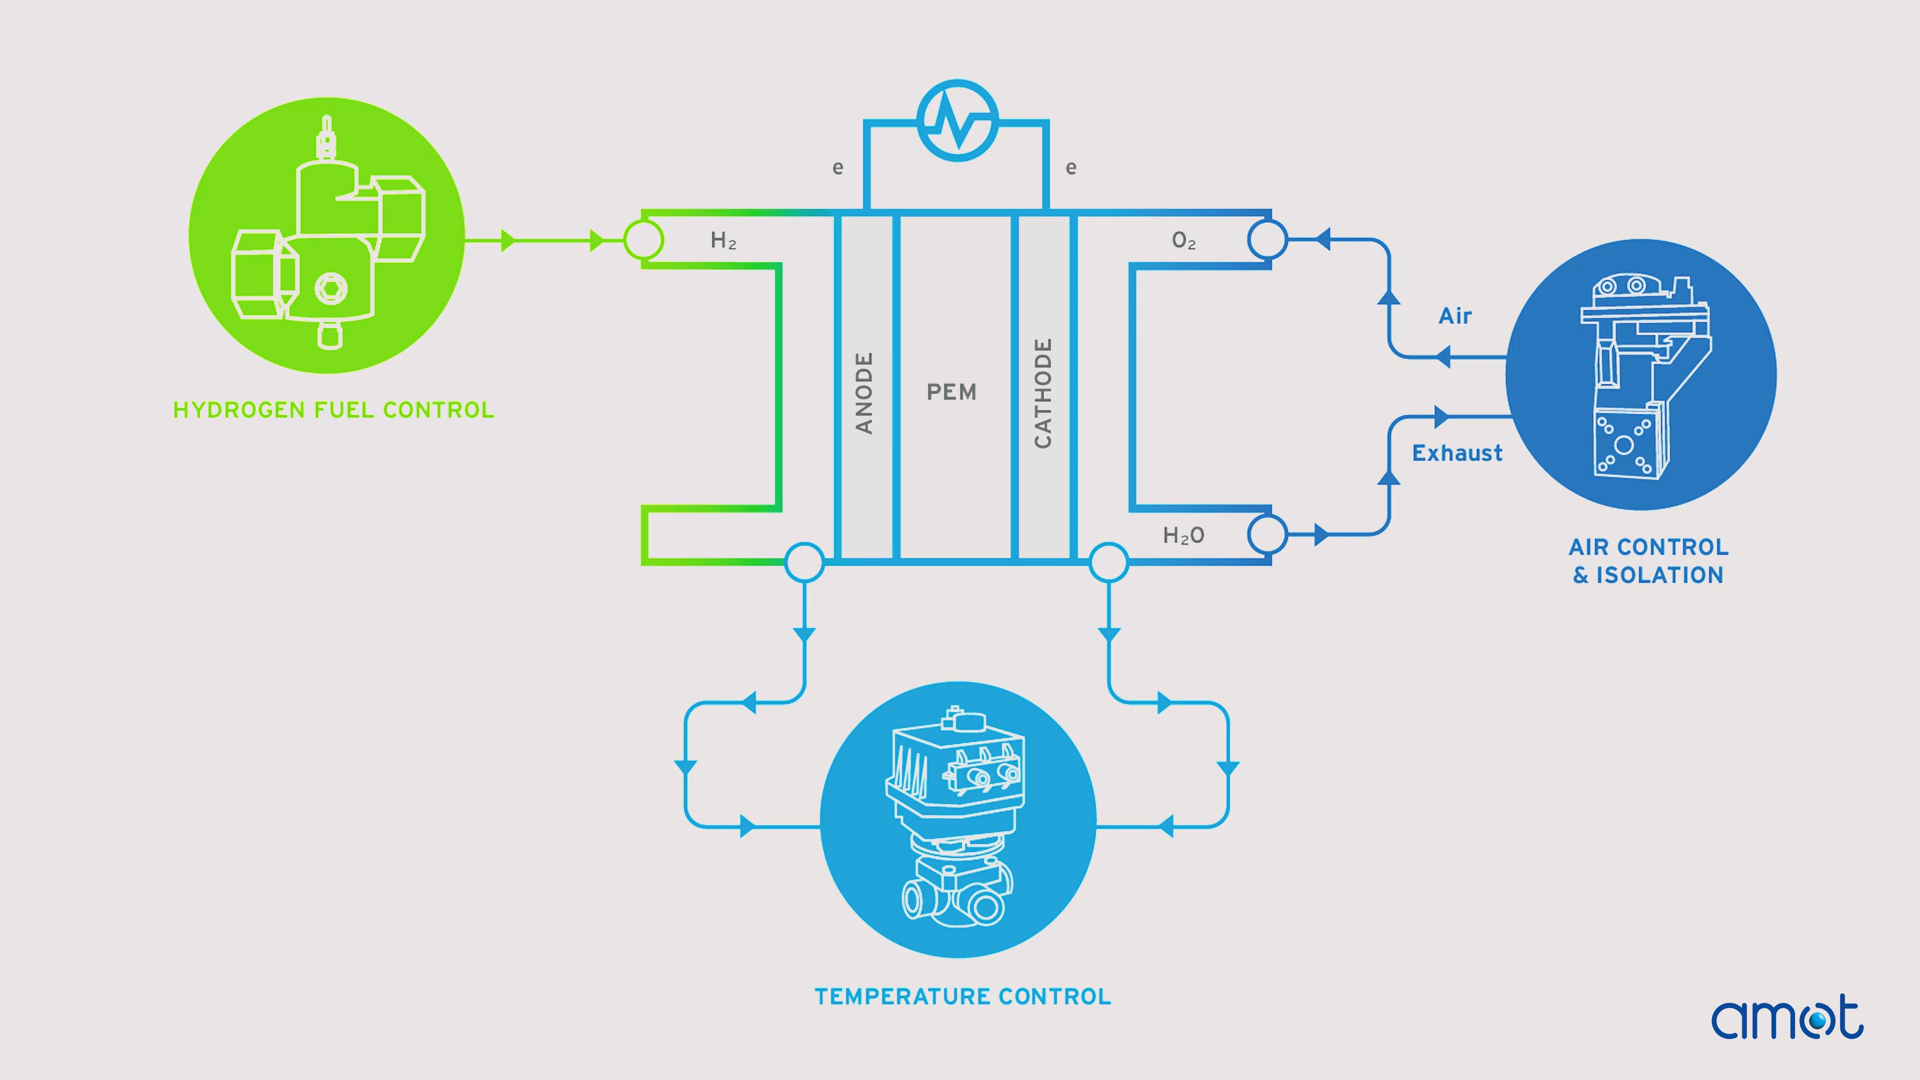 e
e
H₂
O₂
HYDROGEN FUEL CONTROL
ANODE
PEM
CATHODE
Air
Exhaust
H₂O
AIR CONTROL
& ISOLATION
TEMPERATURE CONTROL
amot